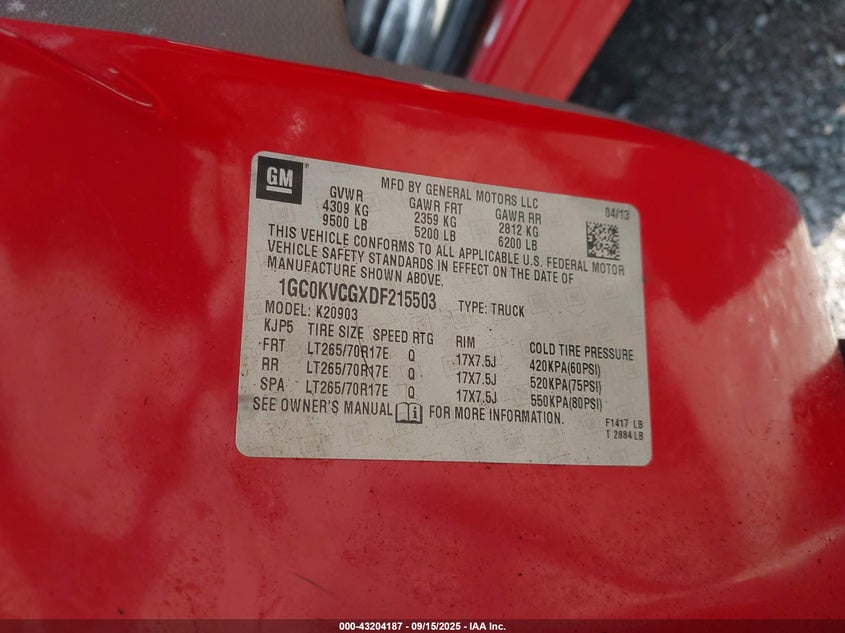 GM ®
MFD BY GENERAL MOTORS LLC
04/13
GVWR GAWR FRT GAWR RR
4309 KG 2359 KG 2812 KG
9500 LB 5200 LB 6200 LB
THIS VEHICLE CONFORMS TO ALL APPLICABLE U.S. FEDERAL MOTOR
VEHICLE SAFETY STANDARDS IN EFFECT ON THE DATE OF
MANUFACTURE SHOWN ABOVE.
1GC0KVCGXDF215503 TYPE: TRUCK
MODEL: K20903
KJP5 TIRE SIZE SPEED RTG RIM COLD TIRE PRESSURE
FRT LT265/70R17E Q 17X7.5J 420KPA(60PSI)
RR LT265/70R17E Q 17X7.5J 520KPA(75PSI)
SPA LT265/70R17E Q 17X7.5J 550KPA(80PSI)
SEE OWNER'S MANUAL FOR MORE INFORMATION.
F1417 LB
T 2884 LB
000-43204187 - 09/15/2025 - IAA Inc.